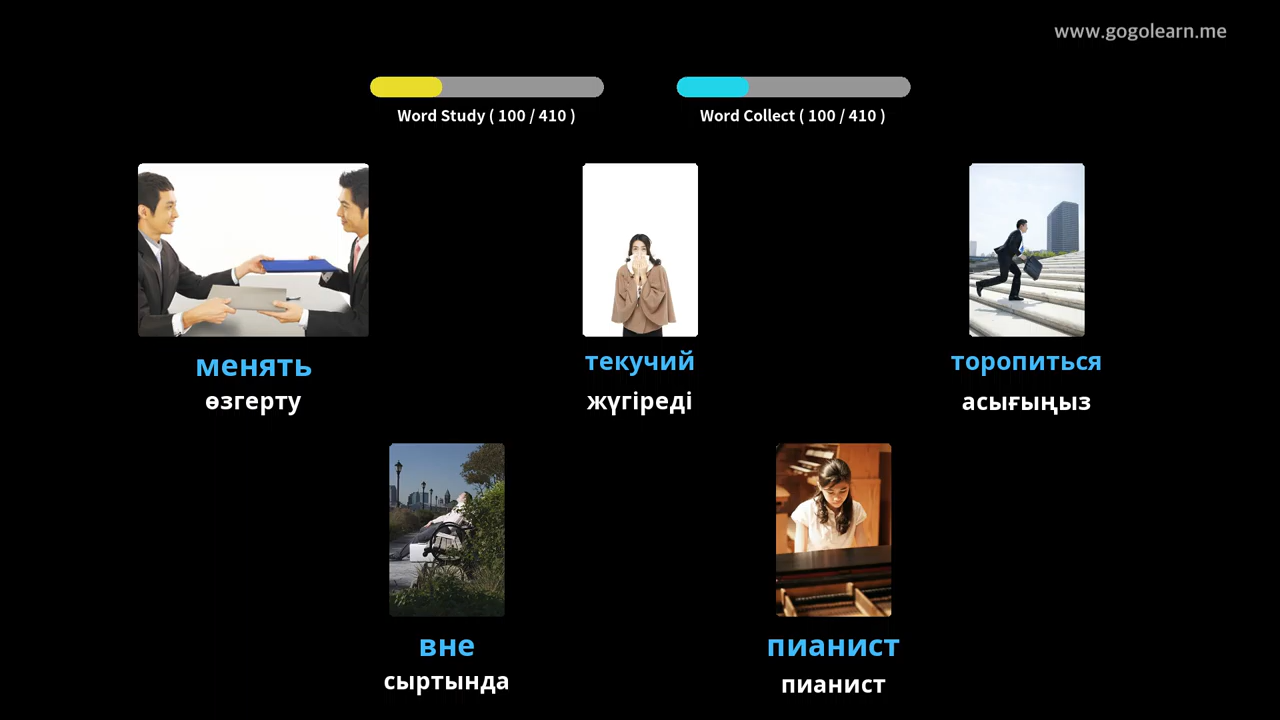 www.gogolearn.me
Word Study ( 100 / 410 )
Word Collect ( 100 / 410 )
менять
өзгерту
текучий
жүгіреді
торопиться
асығыңыз
вне
сыртында
пианист
пианист